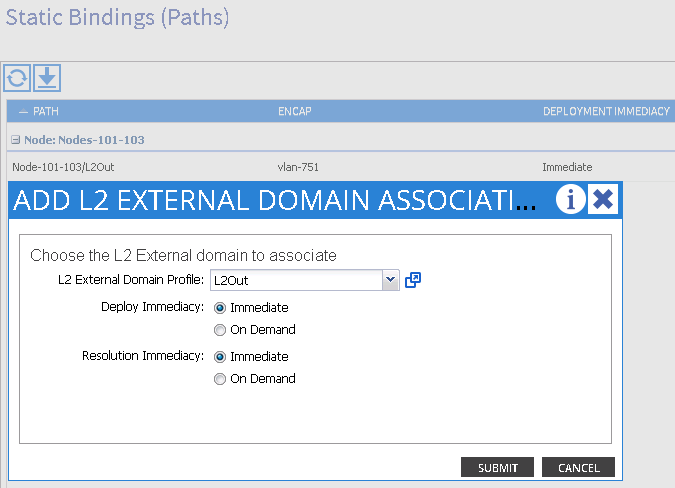 Static Bindings (Paths)
PATH ENCAP DEPLOYMENT IMMEDIACY
Node: Nodes-101-103
Node-101-103/L2Out vlan-751 Immediate
ADD L2 EXTERNAL DOMAIN ASSOCIATI...
Choose the L2 External domain to associate
L2 External Domain Profile: L2Out
Deploy Immediacy: Immediate
On Demand
Resolution Immediacy: Immediate
On Demand
SUBMIT CANCEL